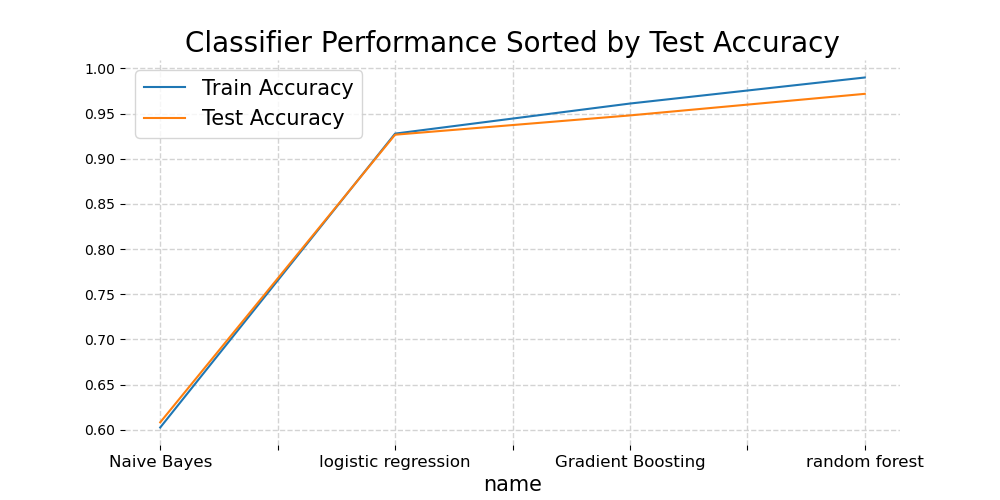 Classifier Performance Sorted by Test Accuracy
Train Accuracy
Test Accuracy
1.00
0.95
0.90
0.85
0.80
0.75
0.70
0.65
0.60
Naive Bayes
logistic regression
Gradient Boosting
random forest
name